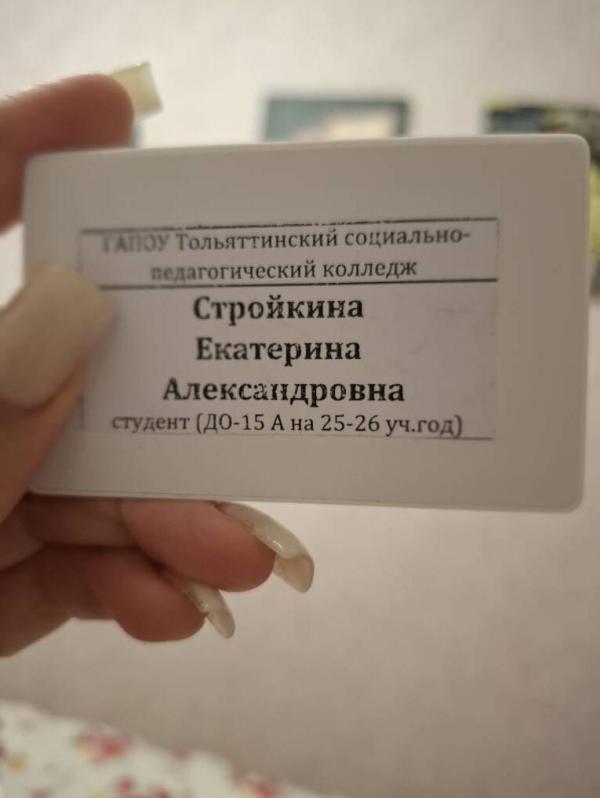 ГАПОУ Тольяттинский социально-
педагогический колледж
Стройкина
Екатерина
Александровна
студент (ДО-15 А на 25-26 уч.год)